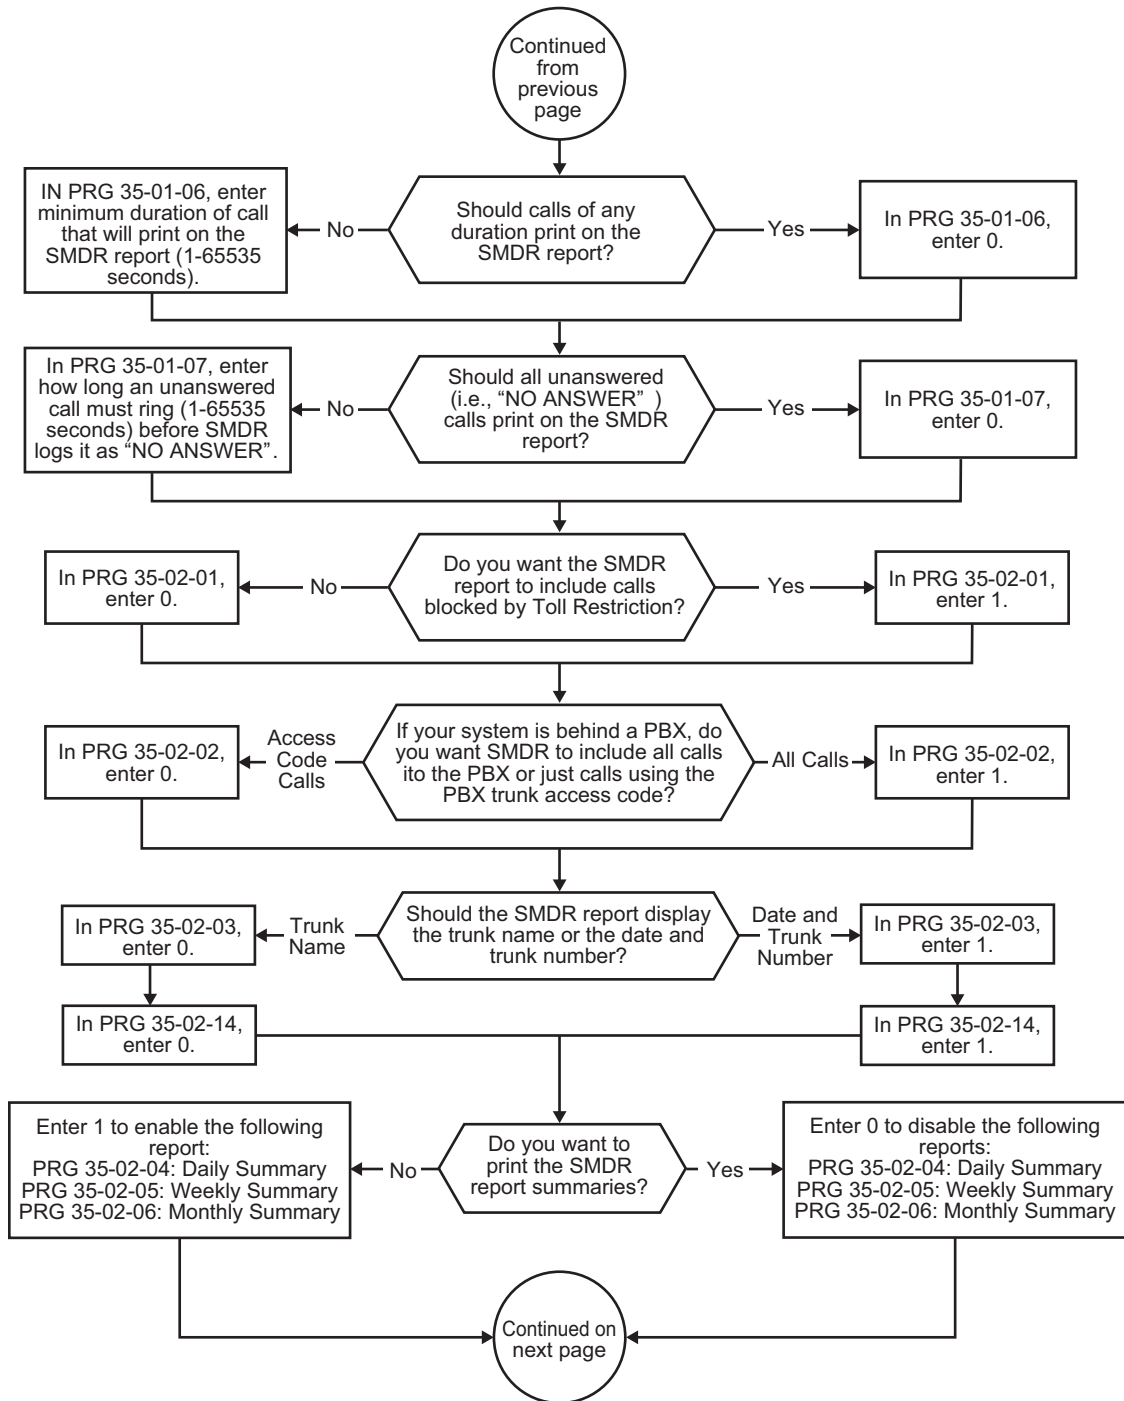 Continued
from
previous
page
IN PRG 35-01-06, enter
minimum duration of call
that will print on the
SMDR report (1-65535
seconds).
No
Should calls of any
duration print on the
SMDR report?
Yes
In PRG 35-01-06,
enter 0.
In PRG 35-01-07, enter
how long an unanswered
call must ring (1-65535
seconds) before SMDR
logs it as “NO ANSWER”.
No
Should all unanswered
(i.e., “NO ANSWER” )
calls print on the SMDR
report?
Yes
In PRG 35-01-07,
enter 0.
In PRG 35-02-01,
enter 0.
No
Do you want the SMDR
report to include calls
blocked by Toll Restriction?
Yes
In PRG 35-02-01,
enter 1.
In PRG 35-02-02,
enter 0.
Access
Code
Calls
If your system is behind a PBX, do
you want SMDR to include all calls
ito the PBX or just calls using the
PBX trunk access code?
All Calls
In PRG 35-02-02,
enter 1.
In PRG 35-02-03,
enter 0.
Trunk
Name
Should the SMDR report display
the trunk name or the date and
trunk number?
Date and
Trunk
Number
In PRG 35-02-03,
enter 1.
In PRG 35-02-14,
enter 0.
In PRG 35-02-14,
enter 1.
Enter 1 to enable the following
report:
PRG 35-02-04: Daily Summary
PRG 35-02-05: Weekly Summary
PRG 35-02-06: Monthly Summary
No
Do you want to
print the SMDR
report summaries?
Yes
Enter 0 to disable the following
reports:
PRG 35-02-04: Daily Summary
PRG 35-02-05: Weekly Summary
PRG 35-02-06: Monthly Summary
Continued on
next page